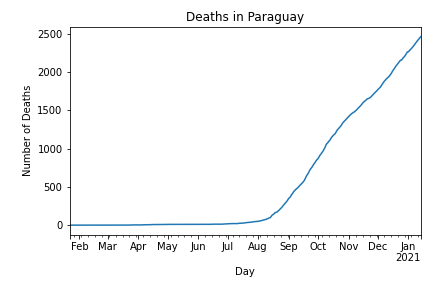 Deaths in Paraguay
2500
2000
1500
1000
500
0
Number of Deaths
Feb Mar Apr May Jun Jul Aug Sep Oct Nov Dec Jan
2021
Day